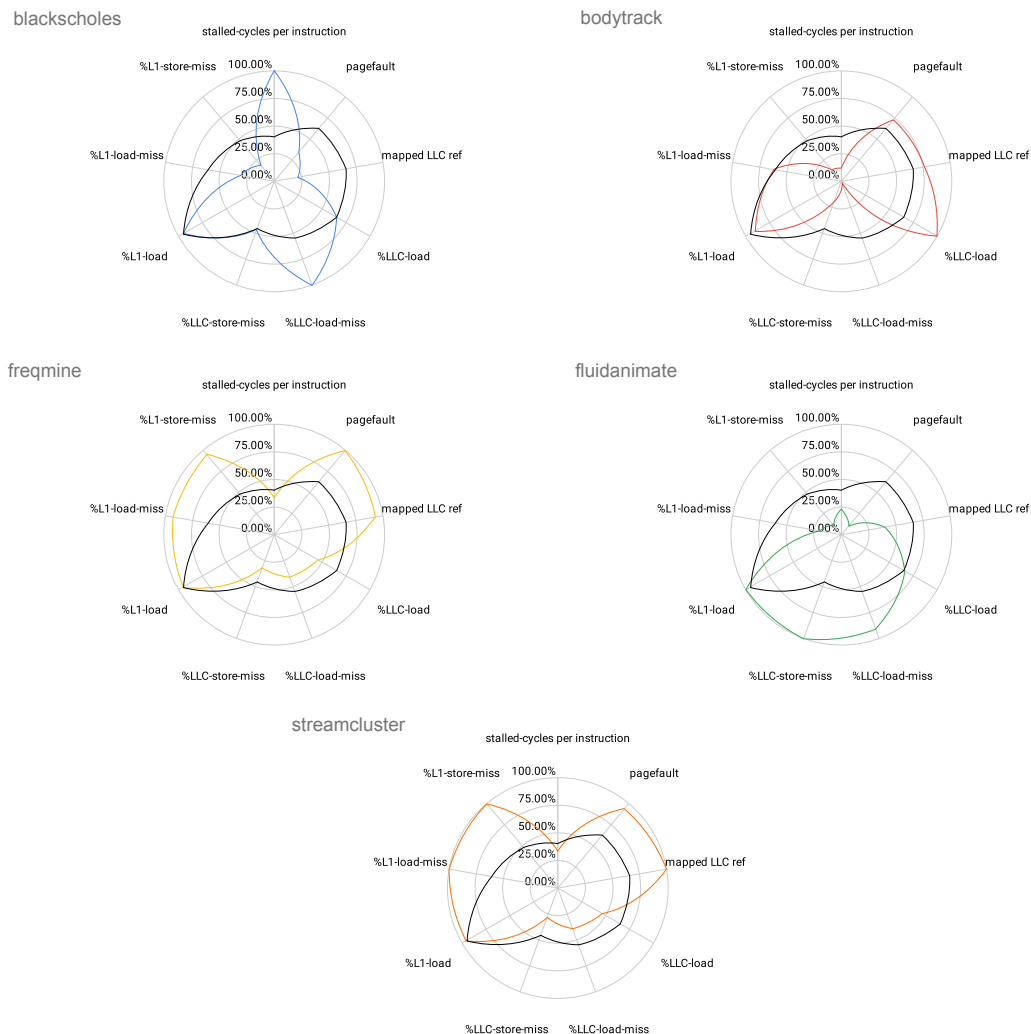 blackscholes
stalled-cycles per instruction
%L1-store-miss
100.00%
pagefault
75.00%
50.00%
%L1-load-miss
25.00%
mapped LLC ref
0.00%
%L1-load
%LLC-load
%LLC-store-miss
%LLC-load-miss
bodytrack
stalled-cycles per instruction
%L1-store-miss
100.00%
pagefault
75.00%
50.00%
%L1-load-miss
25.00%
mapped LLC ref
0.00%
%L1-load
%LLC-load
%LLC-store-miss
%LLC-load-miss
freqmine
stalled-cycles per instruction
%L1-store-miss
100.00%
pagefault
75.00%
50.00%
%L1-load-miss
25.00%
mapped LLC ref
0.00%
%L1-load
%LLC-load
%LLC-store-miss
%LLC-load-miss
fluidanimate
stalled-cycles per instruction
%L1-store-miss
100.00%
pagefault
75.00%
50.00%
%L1-load-miss
25.00%
mapped LLC ref
0.00%
%L1-load
%LLC-load
%LLC-store-miss
%LLC-load-miss
streamcluster
stalled-cycles per instruction
%L1-store-miss
100.00%
pagefault
75.00%
50.00%
%L1-load-miss
25.00%
mapped LLC ref
0.00%
%L1-load
%LLC-load
%LLC-store-miss
%LLC-load-miss